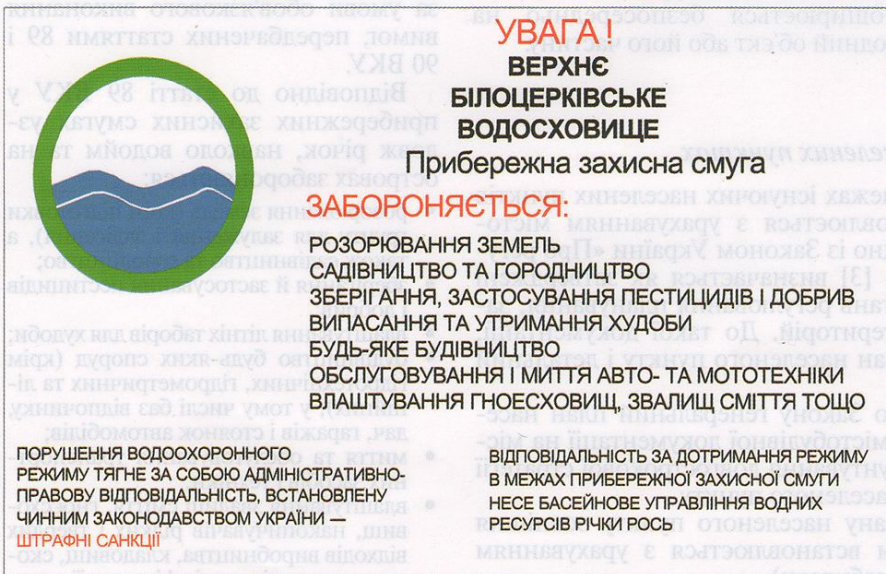 УВАГА!
ВЕРХНЄ
БІЛОЦЕРКІВСЬКЕ
ВОДОСХОВИЩЕ
Прибережна захисна смуга
ЗАБОРОНЯЄТЬСЯ:
РОЗОРЮВАННЯ ЗЕМЕЛЬ
САДІВНИЦТВО ТА ГОРОДНИЦТВО
ЗБЕРІГАННЯ, ЗАСТОСУВАННЯ ПЕСТИЦИДІВ І ДОБРИВ
ВИПАСАННЯ ТА УТРИМАННЯ ХУДОБИ
БУДЬ-ЯКЕ БУДІВНИЦТВО
ОБСЛУГОВУВАННЯ І МИТТЯ АВТО- ТА МОТОТЕХНІКИ
ВЛАШТУВАННЯ ГНОЕСХОВИЩ, ЗВАЛИЩ СМІТТЯ ТОЩО
ПОРУШЕННЯ ВОДООХОРОННОГО
РЕЖИМУ ТЯГНЕ ЗА СОБОЮ АДМІНІСТРАТИВНО-
ПРАВОВУ ВІДПОВІДАЛЬНІСТЬ, ВСТАНОВЛЕНУ
ЧИННИМ ЗАКОНОДАВСТВОМ УКРАЇНИ —
ШТРАФНІ САНКЦІЇ
ВІДПОВІДАЛЬНІСТЬ ЗА ДОТРИМАННЯ РЕЖИМУ
В МЕЖАХ ПРИБЕРЕЖНОЇ ЗАХИСНОЇ СМУГИ
НЕСЕ БАСЕЙНОВЕ УПРАВЛІННЯ ВОДНИХ
РЕСУРСІВ РІЧКИ РОСЬ